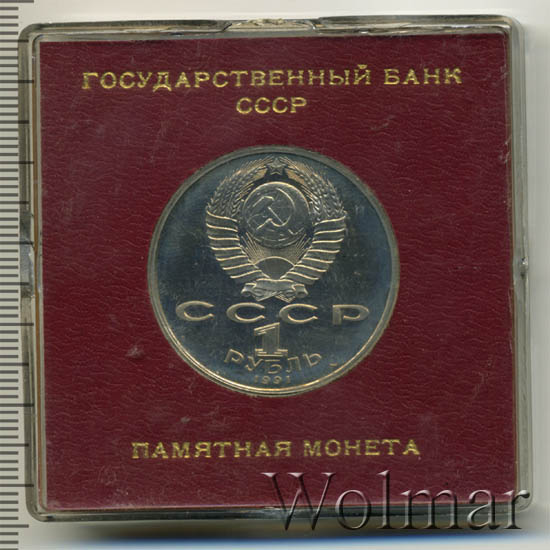 ГОСУДАРСТВЕННЫЙ БАНК
СССР
СССР
1
РУБЛЬ
1991
ПАМЯТНАЯ МОНЕТА
Wolmar